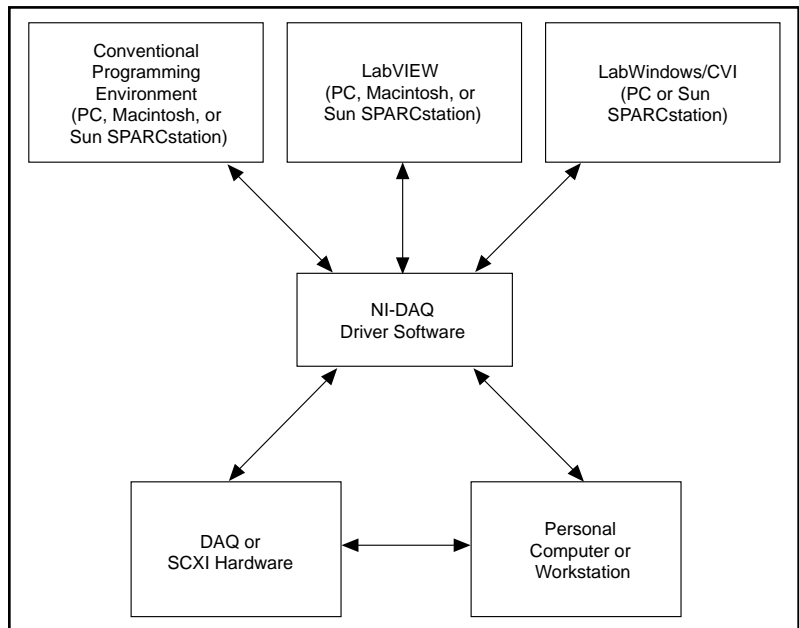 Conventional
Programming
Environment
(PC, Macintosh, or
Sun SPARCstation)
LabVIEW
(PC, Macintosh, or
Sun SPARCstation)
LabWindows/CVI
(PC or Sun
SPARCstation)
NI-DAQ
Driver Software
DAQ or
SCXI Hardware
Personal
Computer or
Workstation